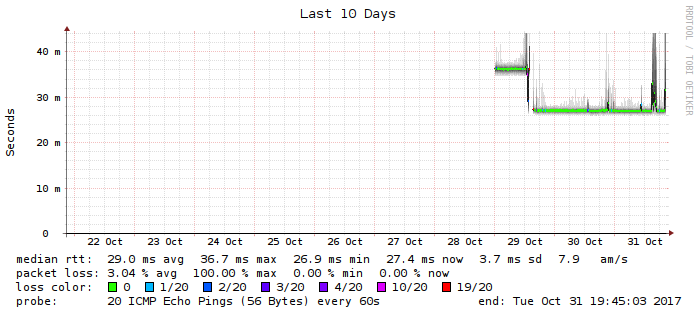 Last 10 Days
RRDTOOL / TOBI OETIKER
Seconds
40 m
30 m
20 m
10 m
0
22 Oct 23 Oct 24 Oct 25 Oct 26 Oct 27 Oct 28 Oct 29 Oct 30 Oct 31 Oct
median rtt: 29.0 ms avg 36.7 ms max 26.9 ms min 27.4 ms now 3.7 ms sd 7.9 am/s
packet loss: 3.04 % avg 100.00 % max 0.00 % min 0.00 % now
loss color: 0 1/20 2/20 3/20 4/20 10/20 19/20
probe: 20 ICMP Echo Pings (56 Bytes) every 60s end: Tue Oct 31 19:45:03 2017